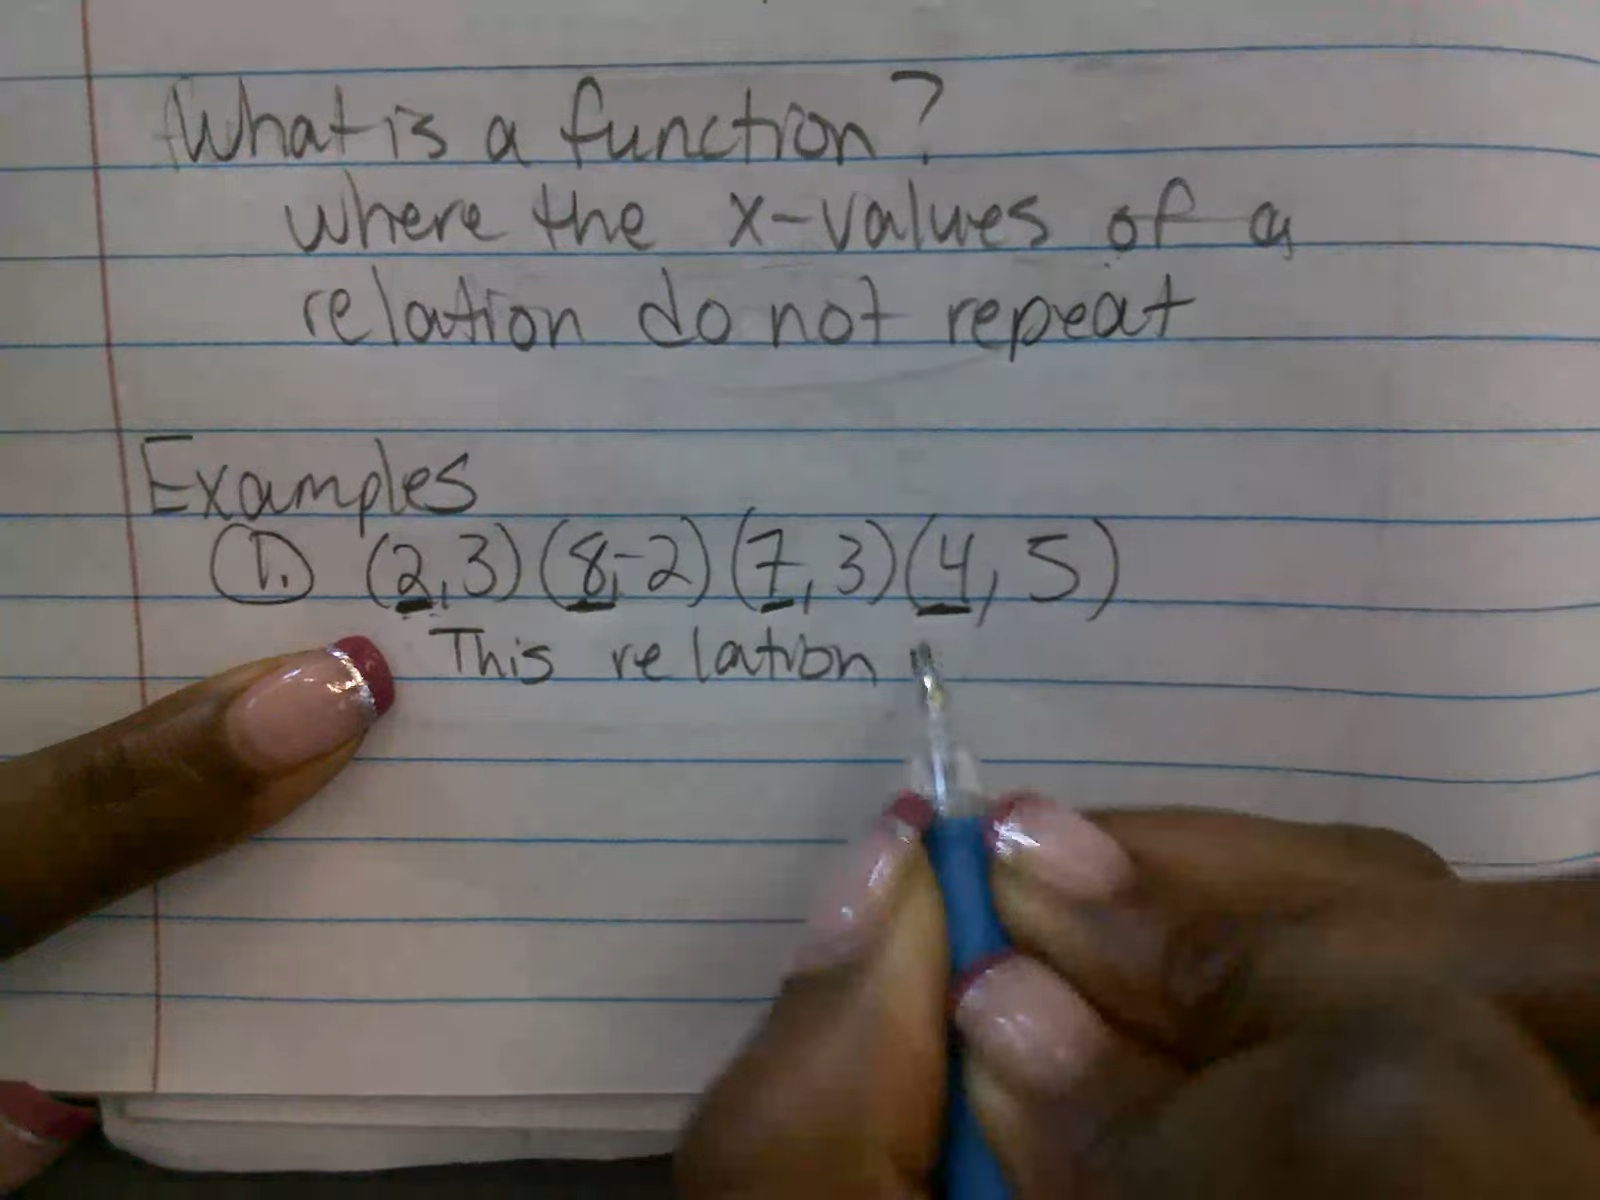 What is a function?
where the x-values of a
relation do not repeat
Examples
1. (2,3)(8,-2)(7,3)(4,5)
This relation